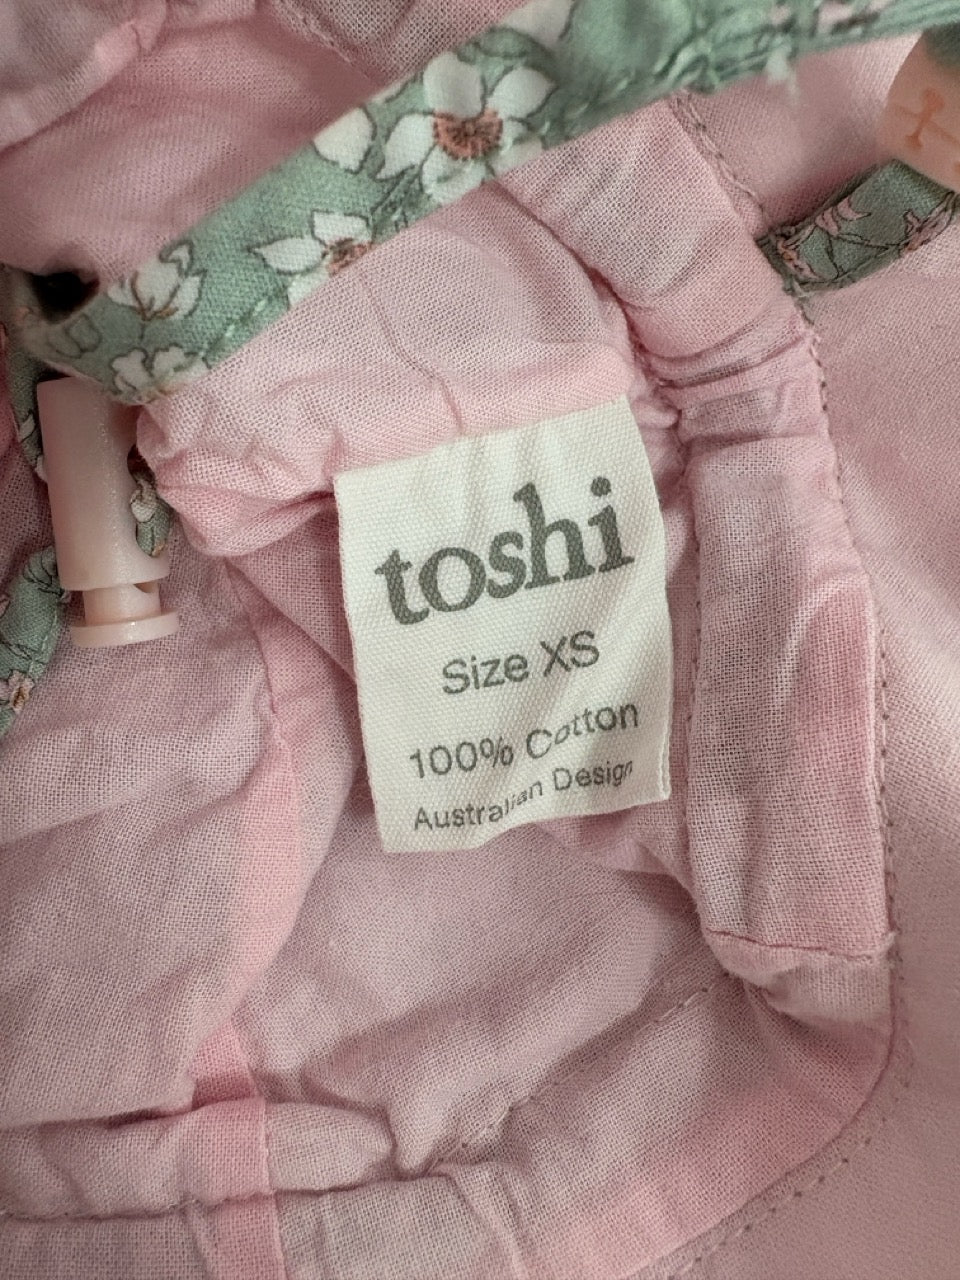 toshi
Size XS
100% Cotton
Australian Design